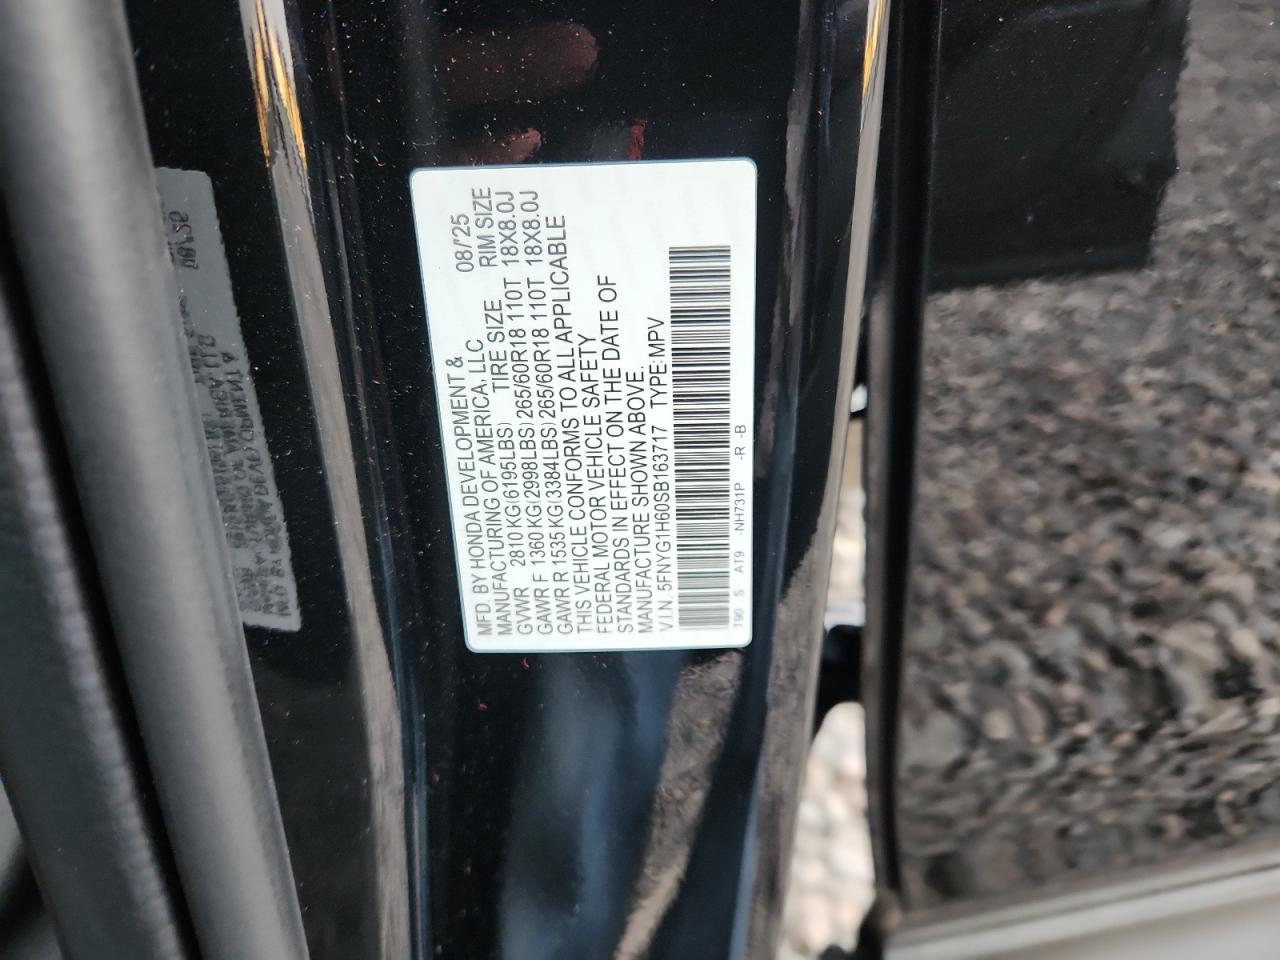 MFD. BY HONDA DEVELOPMENT & 08/'25
MANUFACTURING OF AMERICA, LLC
TIRE SIZE RIM SIZE
GVWR 2810 KG(6195LBS)
GAWR F 1360 KG(2998LBS) 265/60R18 110T 18X8.0J
GAWR R 1535 KG(3384LBS) 265/60R18 110T 18X8.0J
THIS VEHICLE CONFORMS TO ALL APPLICABLE
FEDERAL MOTOR VEHICLE SAFETY
STANDARDS IN EFFECT ON THE DATE OF
MANUFACTURE SHOWN ABOVE.
V.I.N. 5FNYG1H60SB163717 TYPE: MPV
T90 S AT9 -NH731P -R -B